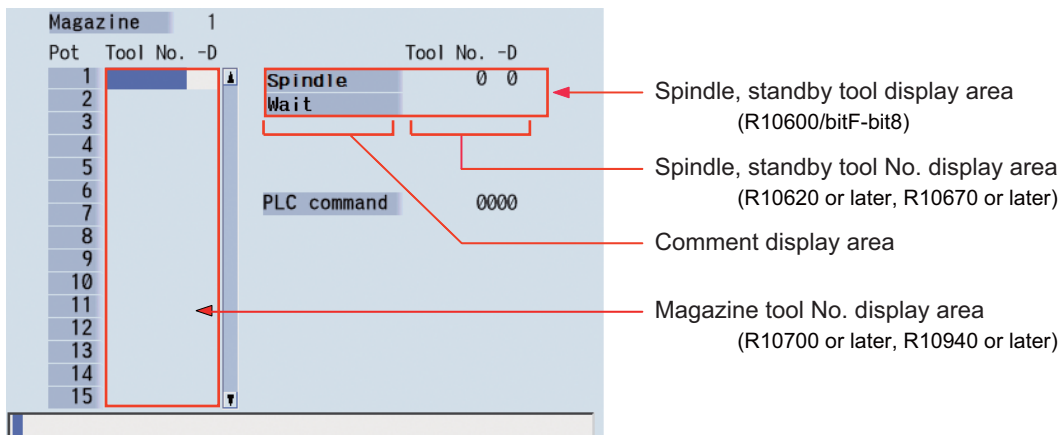 Magazine 1
Pot Tool No. -D
Tool No. -D
1
2
3
4
5
6
7
8
9
10
11
12
13
14
15
Spindle 0 0
Wait
PLC command 0000
Spindle, standby tool display area
(R10600/bitF-bit8)
Spindle, standby tool No. display area
(R10620 or later, R10670 or later)
Comment display area
Magazine tool No. display area
(R10700 or later, R10940 or later)